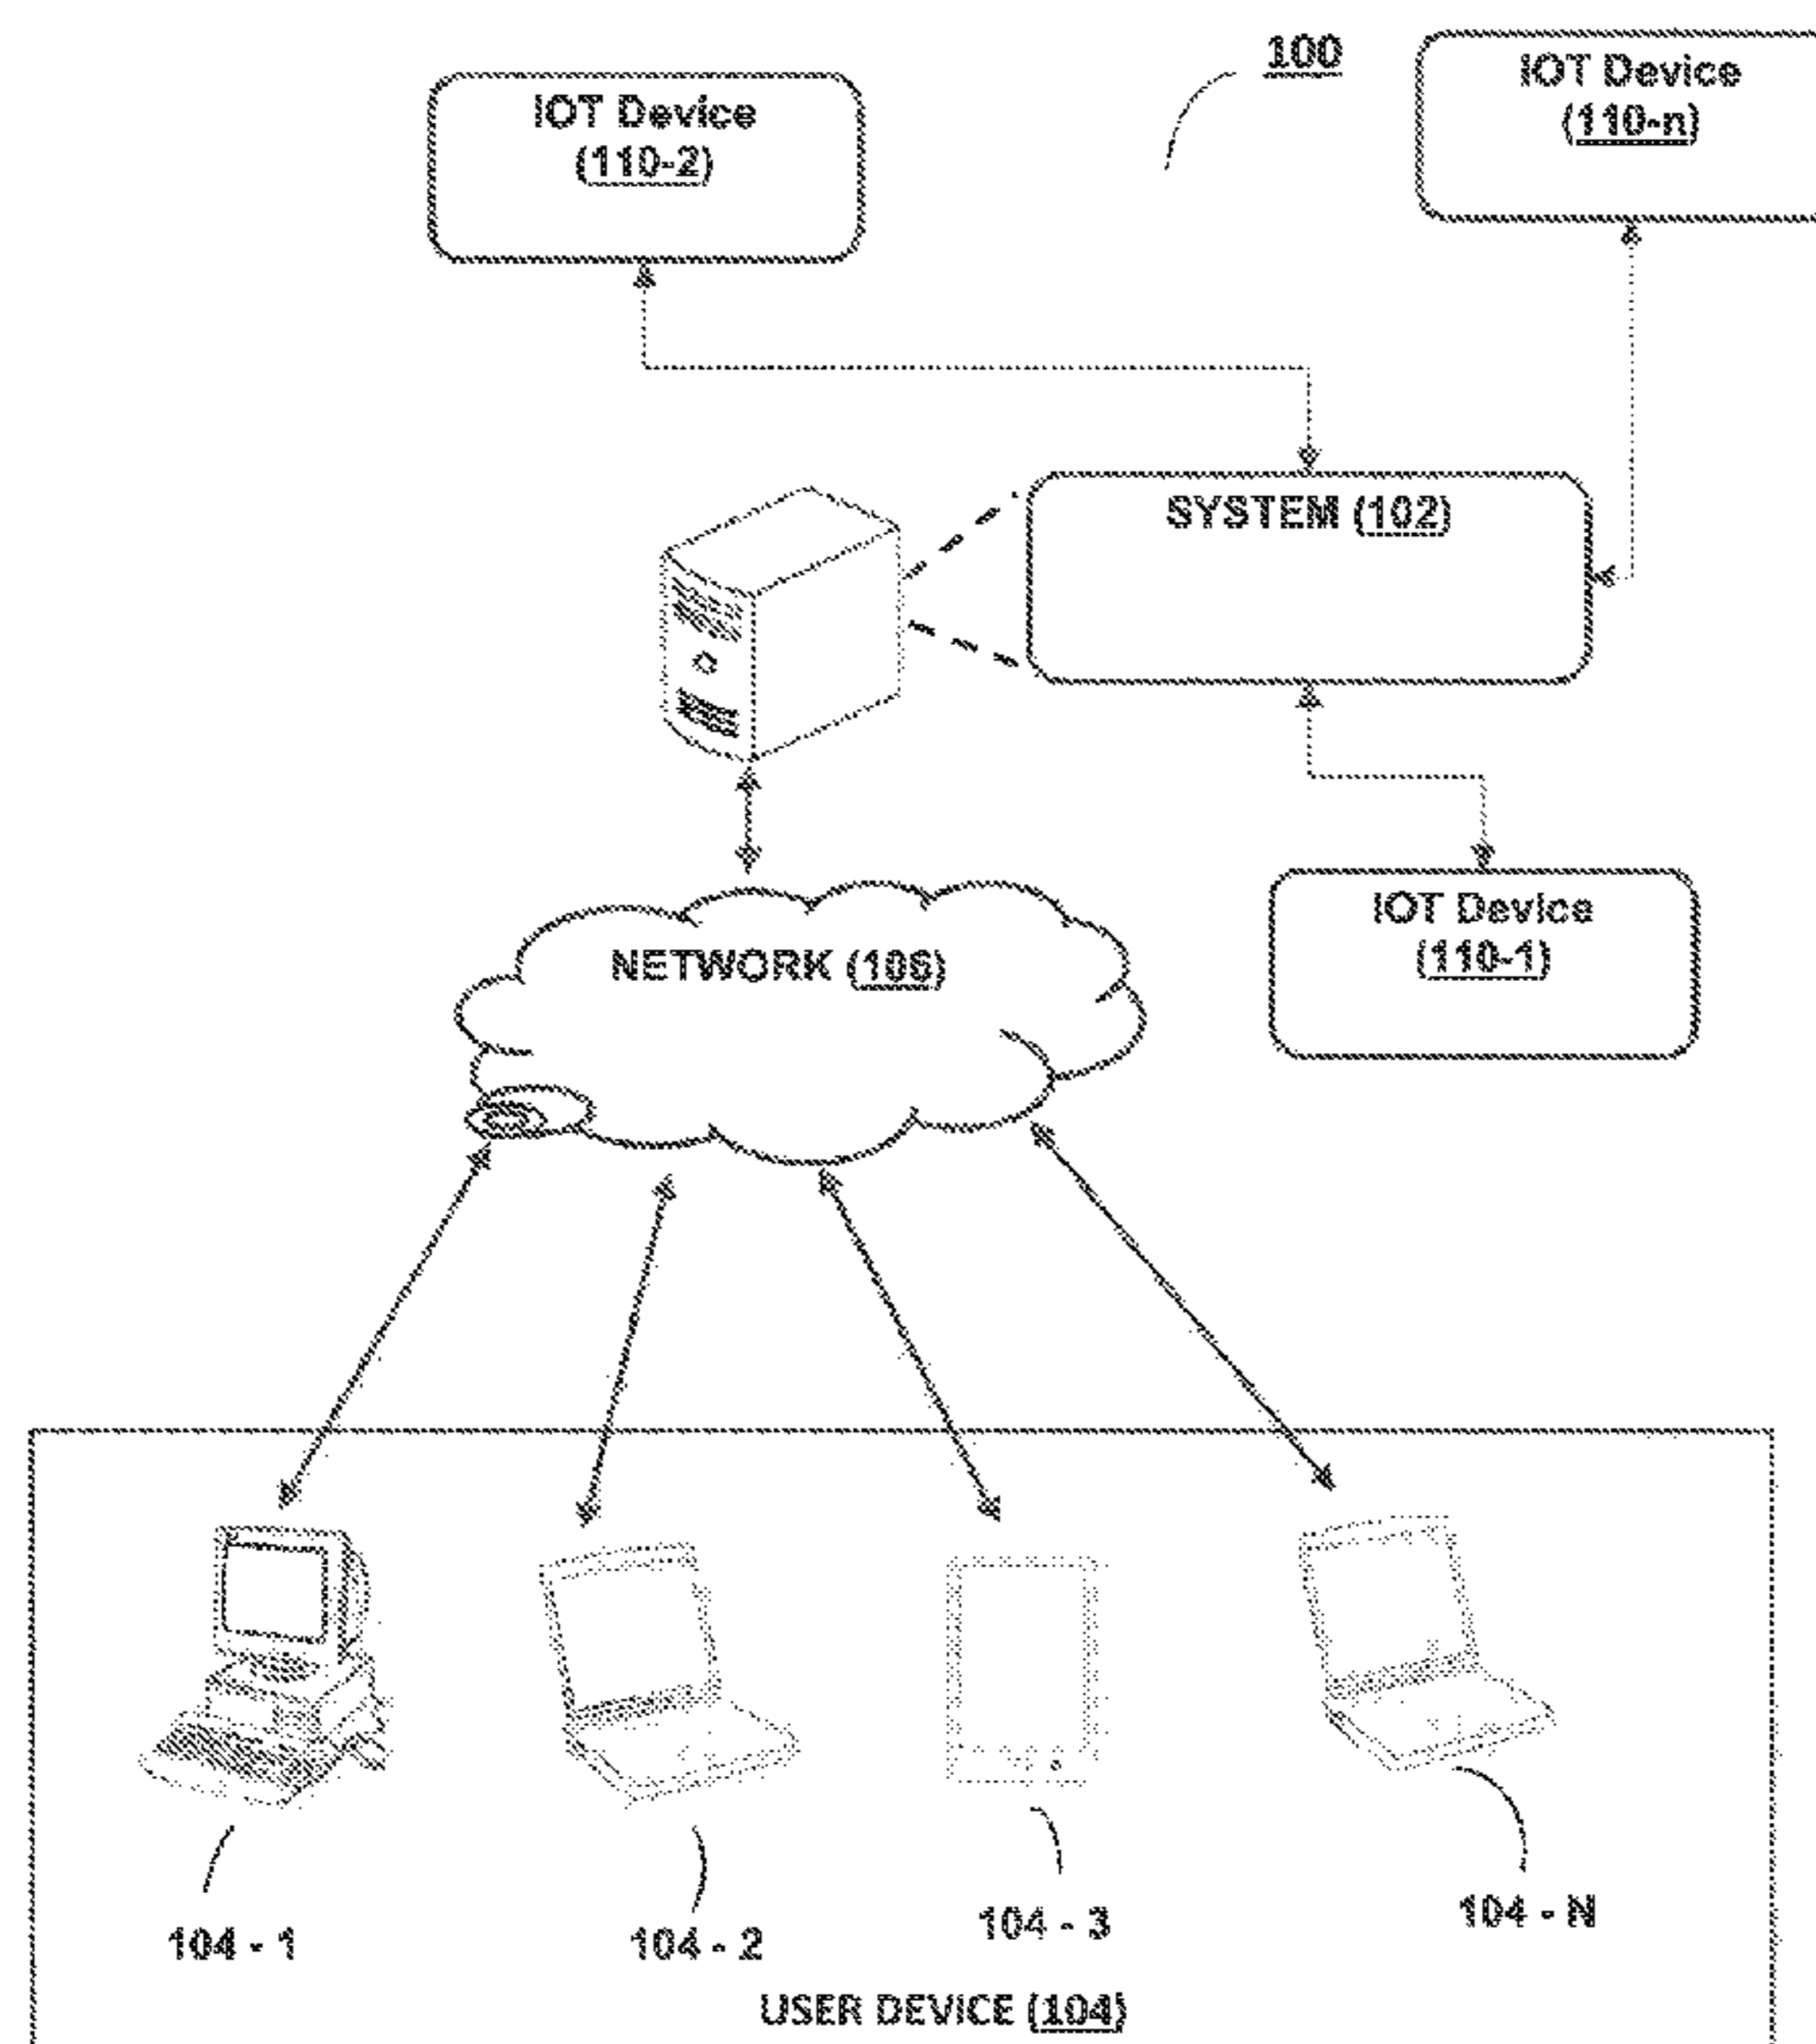 100
IOT Device
(110-n)
IOT Device
(110-2)
SYSTEM (102)
IOT Device
(110-1)
NETWORK (106)
104 - 1
104 - 2
104 - 3
104 - N
USER DEVICE (104)